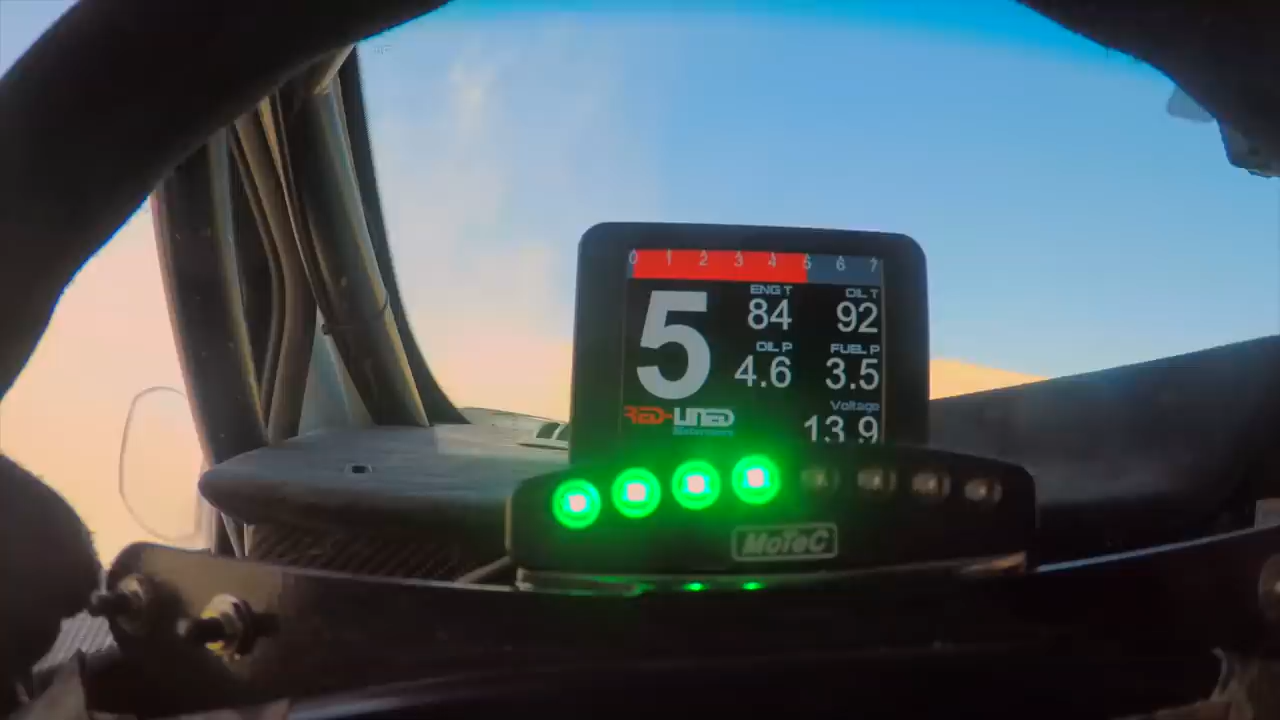 0 1 2 3 4 5 6 7
ENG T OIL T
5 84 92
OIL P FUEL P
4.6 3.5
RED-LINED Voltage
13.9
MoTeC